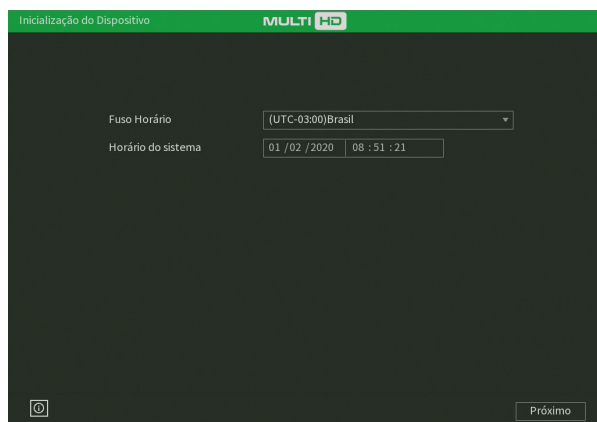 Inicialização do Dispositivo MULTI HD
Fuso Horário (UTC-03:00)Brasil
Horário do sistema 01 /02 /2020 08 : 51 : 21
Próximo